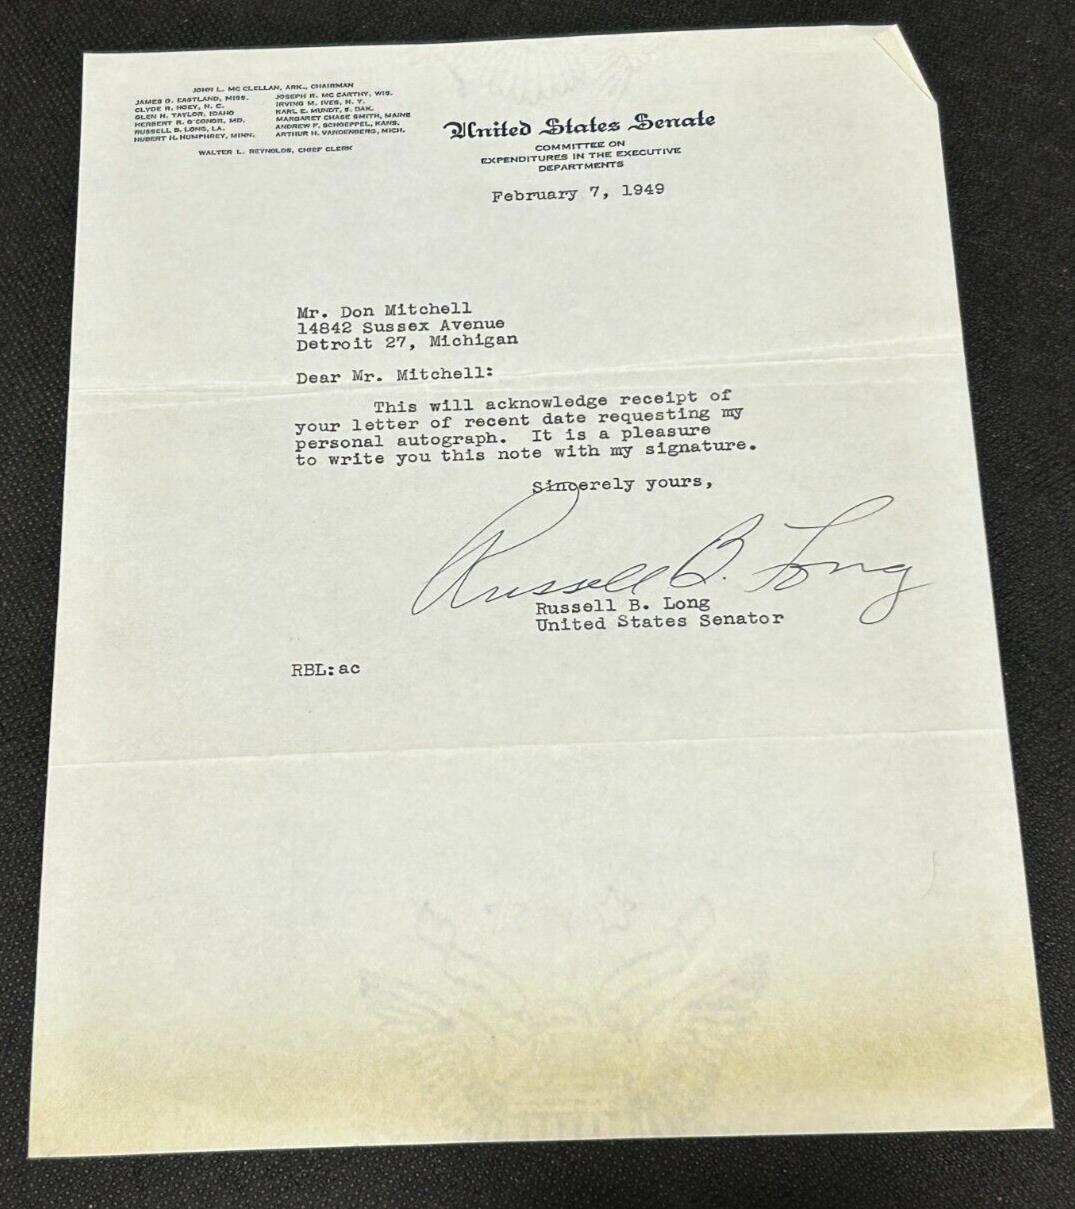 JOHN L. MC CLELLAN, ARK., CHAIRMAN
JAMES O. EASTLAND, MISS.
CLYDE R. HOEY, N. C.
GLEN H. TAYLOR, IDAHO
HERBERT R. O'CONOR, MD.
RUSSELL B. LONG, LA.
HUBERT H. HUMPHREY, MINN.
JOSEPH R. MC CARTHY, WIS.
IRVING M. IVES, N. Y.
KARL E. MUNDT, S. DAK.
MARGARET CHASE SMITH, MAINE
ANDREW F. SCHOEPPEL, KANS.
ARTHUR H. VANDENBERG, MICH.
WALTER L. REYNOLDS, CHIEF CLERK
United States Senate
COMMITTEE ON
EXPENDITURES IN THE EXECUTIVE
DEPARTMENTS
February 7, 1949
Mr. Don Mitchell
14842 Sussex Avenue
Detroit 27, Michigan
Dear Mr. Mitchell:
This will acknowledge receipt of
your letter of recent date requesting my
personal autograph. It is a pleasure
to write you this note with my signature.
Sincerely yours,
Russell B. Long
Russell B. Long
United States Senator
RBL:ac